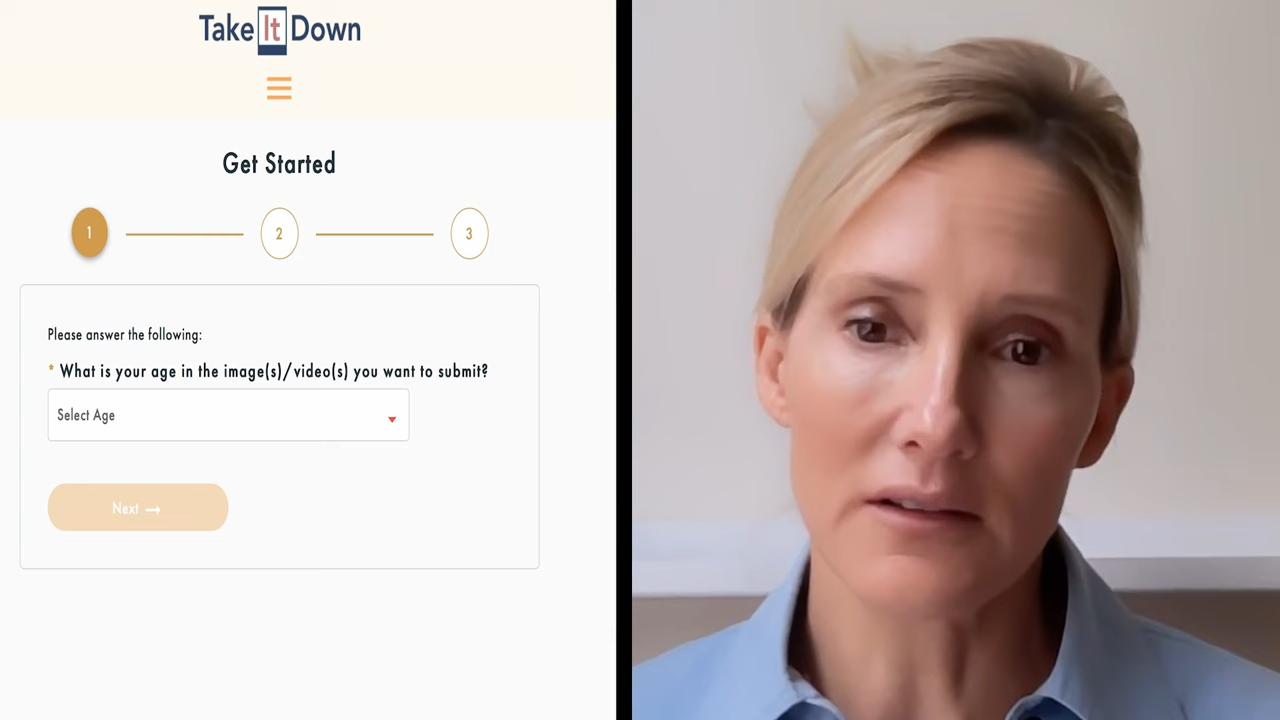 Take It Down
Get Started
1 2 3
Please answer the following:
* What is your age in the image(s)/video(s) you want to submit?
Select Age
Next →